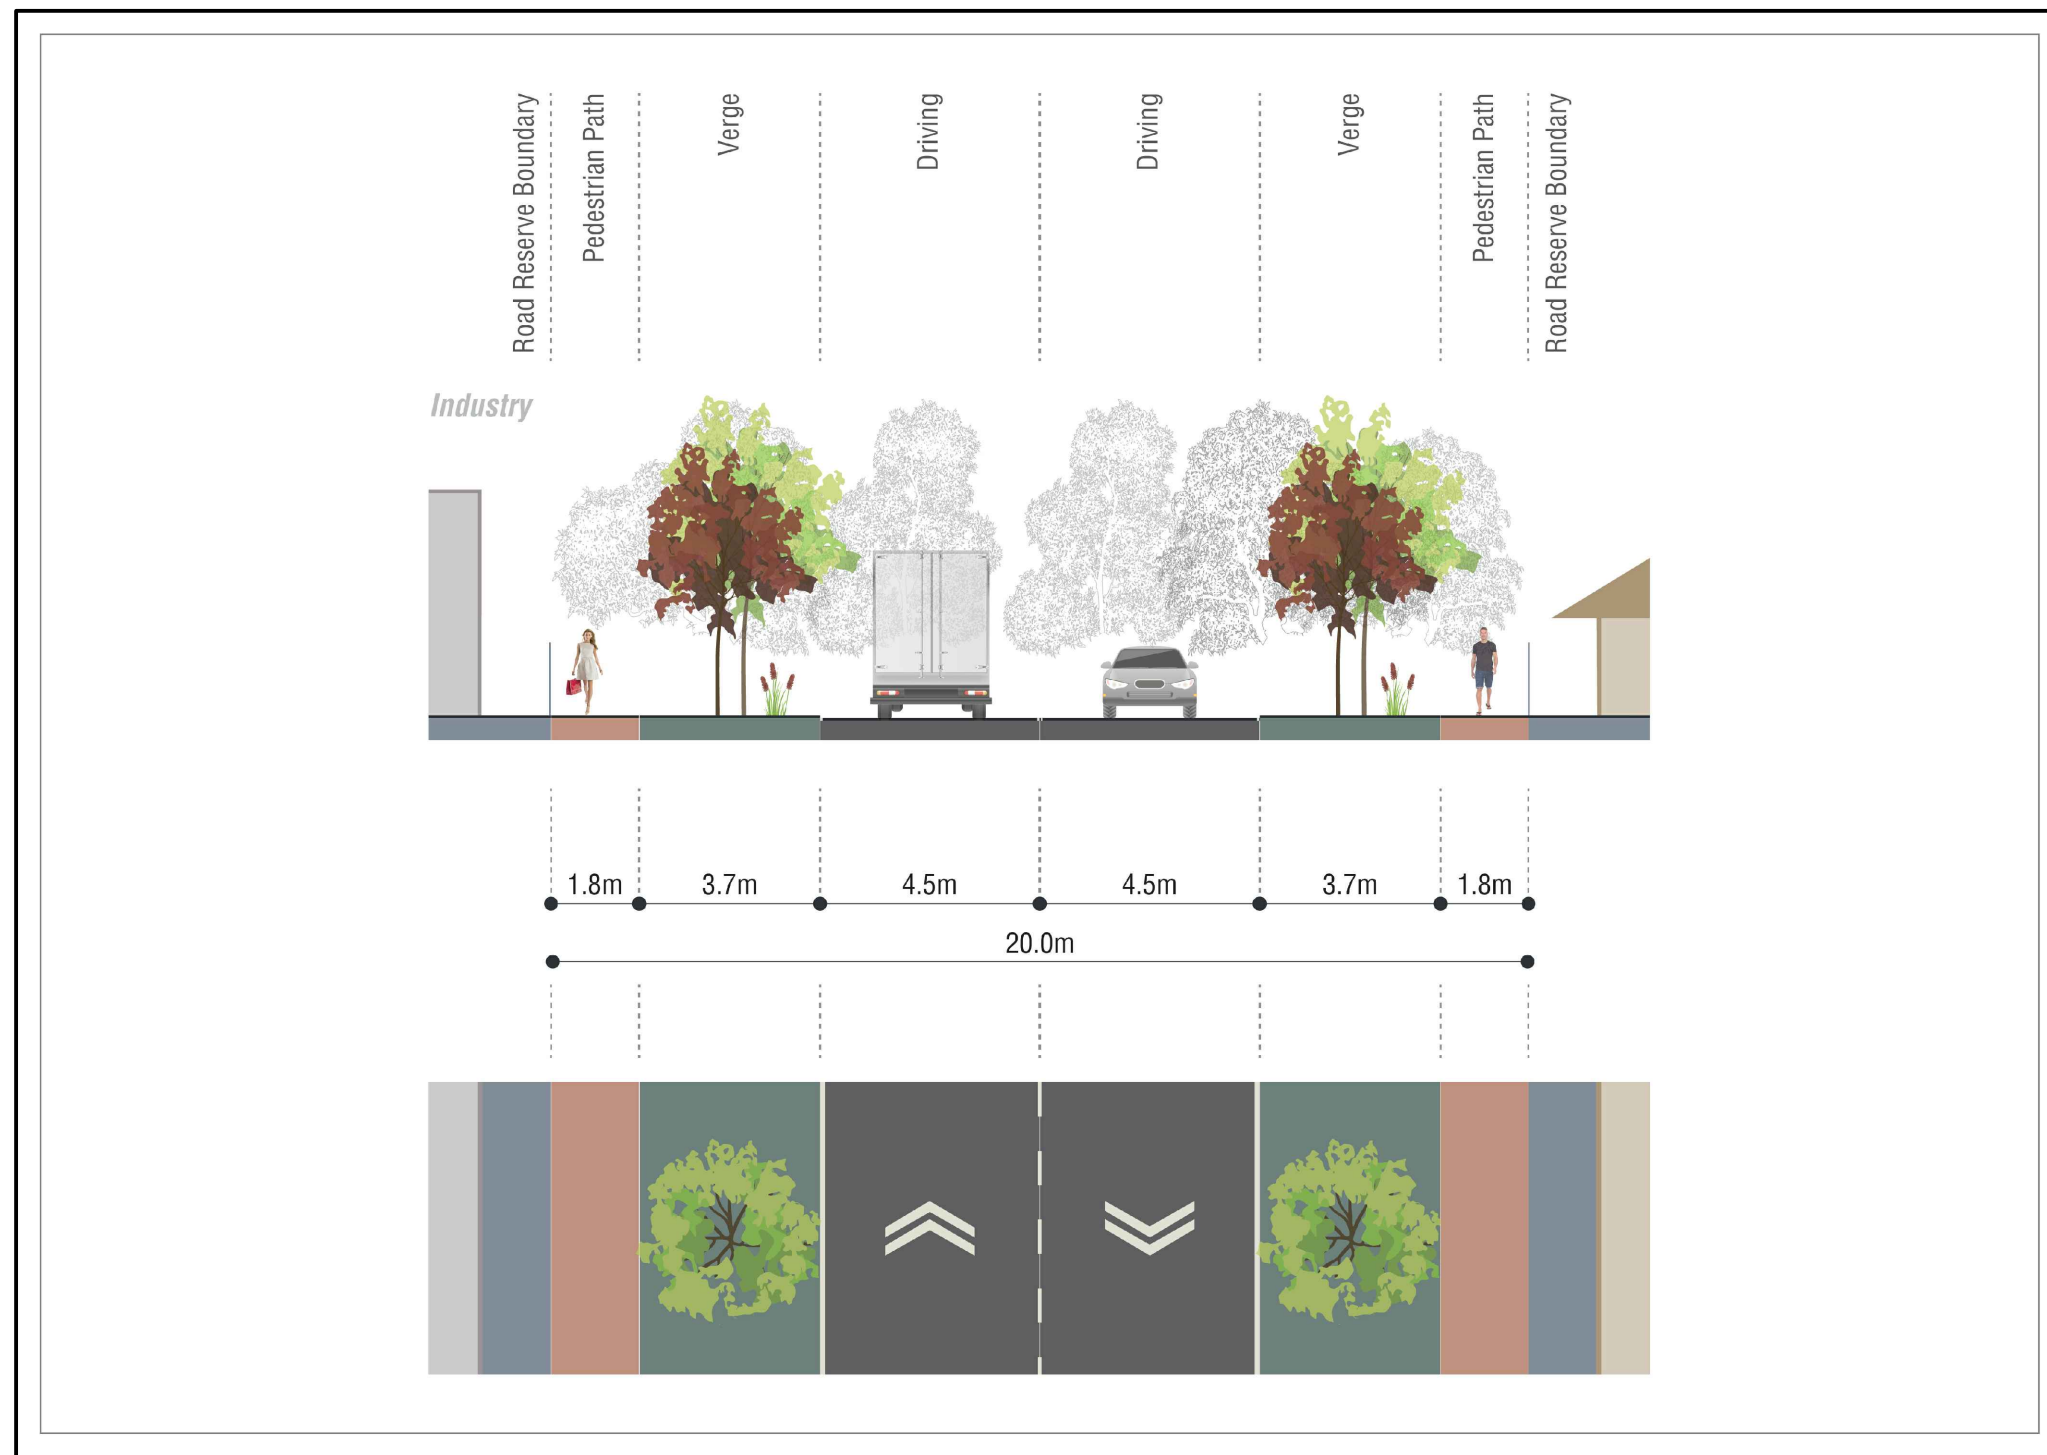 Road Reserve Boundary
Pedestrian Path
Verge
Driving
Driving
Verge
Pedestrian Path
Road Reserve Boundary
Industry
1.8m
3.7m
4.5m
4.5m
3.7m
1.8m
20.0m